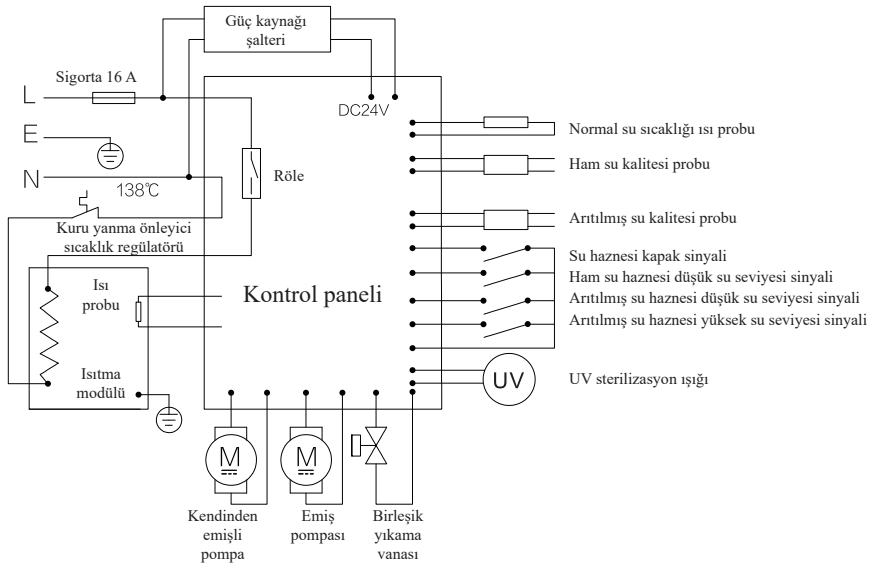 Güç kaynağı
şalteri
Sigorta 16 A
L
DC24V
E
Normal su sıcaklığı ısı probu
N
138℃
Röle
Ham su kalitesi probu
Kuru yanma önleyici
sıcaklık regülatörü
Arıtılmış su kalitesi probu
Su haznesi kapak sinyali
Ham su haznesi düşük su seviyesi sinyali
Arıtılmış su haznesi düşük su seviyesi sinyali
Arıtılmış su haznesi yüksek su seviyesi sinyali
Isı
probu
Kontrol paneli
Isıtma
modülü
UV
UV sterilizasyon ışığı
M
M
Kendinden
emişli
pompa
Emiş
pompası
Birleşik
yıkama
vanası